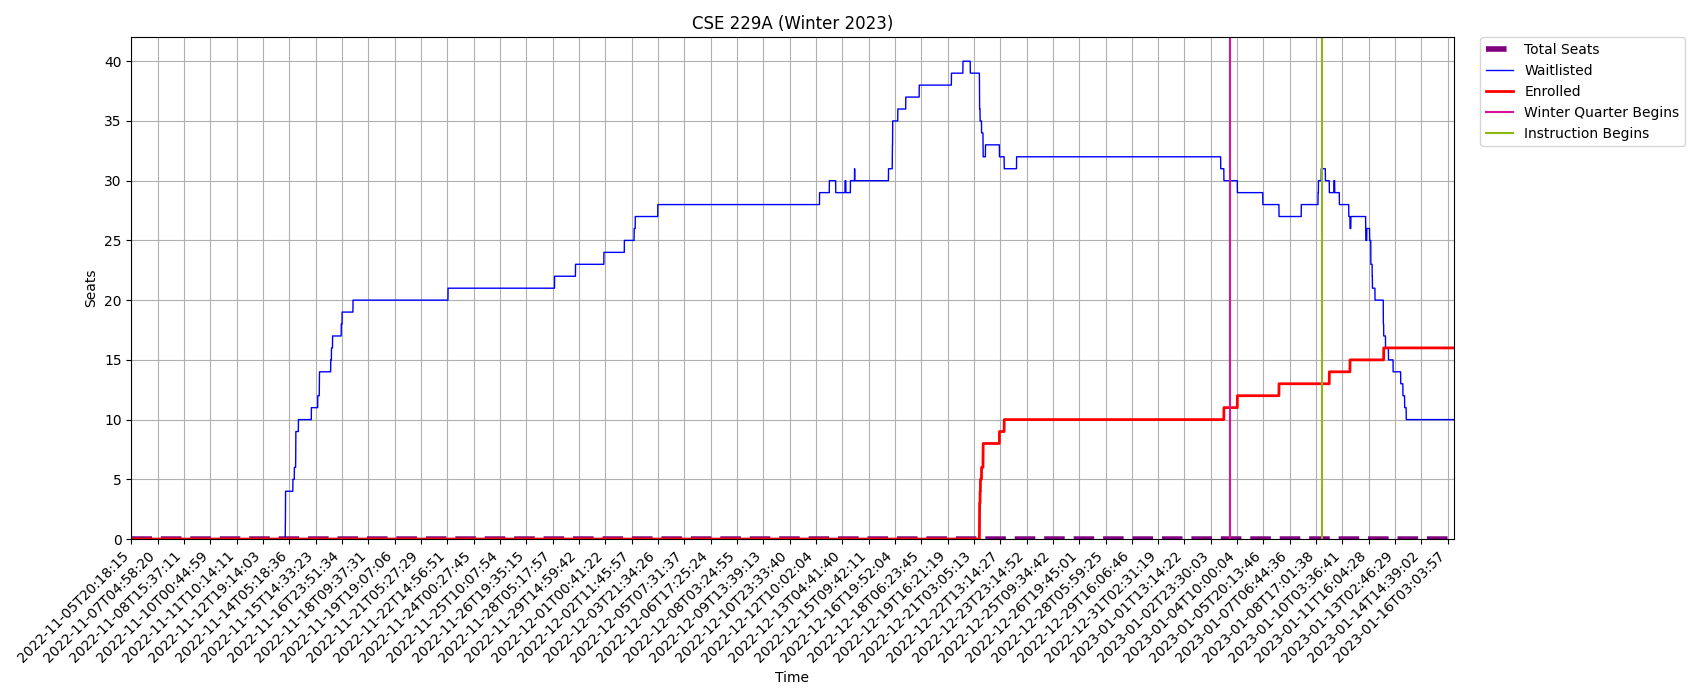 CSE 229A (Winter 2023)
Total Seats
Waitlisted
Enrolled
Winter Quarter Begins
Instruction Begins
Seats
40
35
30
25
20
15
10
5
0
2022-11-05T20:18:15
2022-11-07T04:58:20
2022-11-08T15:37:11
2022-11-10T00:44:59
2022-11-11T10:14:11
2022-11-12T19:14:03
2022-11-14T05:18:36
2022-11-15T14:33:23
2022-11-16T23:51:34
2022-11-18T09:37:31
2022-11-19T19:07:06
2022-11-21T05:27:29
2022-11-22T14:56:51
2022-11-24T00:27:45
2022-11-25T10:07:54
2022-11-26T19:35:15
2022-11-28T05:17:57
2022-11-29T14:59:42
2022-12-01T00:41:22
2022-12-02T11:45:57
2022-12-03T21:34:26
2022-12-05T07:31:37
2022-12-06T17:25:24
2022-12-08T03:24:55
2022-12-09T13:39:13
2022-12-10T23:33:40
2022-12-12T10:02:04
2022-12-13T04:41:40
2022-12-15T09:42:11
2022-12-16T19:52:04
2022-12-18T06:23:45
2022-12-19T16:21:19
2022-12-21T03:05:13
2022-12-22T13:14:27
2022-12-23T23:14:52
2022-12-25T09:34:42
2022-12-26T19:45:01
2022-12-28T05:59:25
2022-12-29T16:06:46
2022-12-31T02:31:19
2023-01-01T13:14:22
2023-01-02T23:30:03
2023-01-04T10:00:04
2023-01-05T20:13:46
2023-01-07T06:44:36
2023-01-08T17:01:38
2023-01-10T03:36:41
2023-01-11T16:04:28
2023-01-13T02:46:29
2023-01-14T14:39:02
2023-01-16T03:03:57
Time